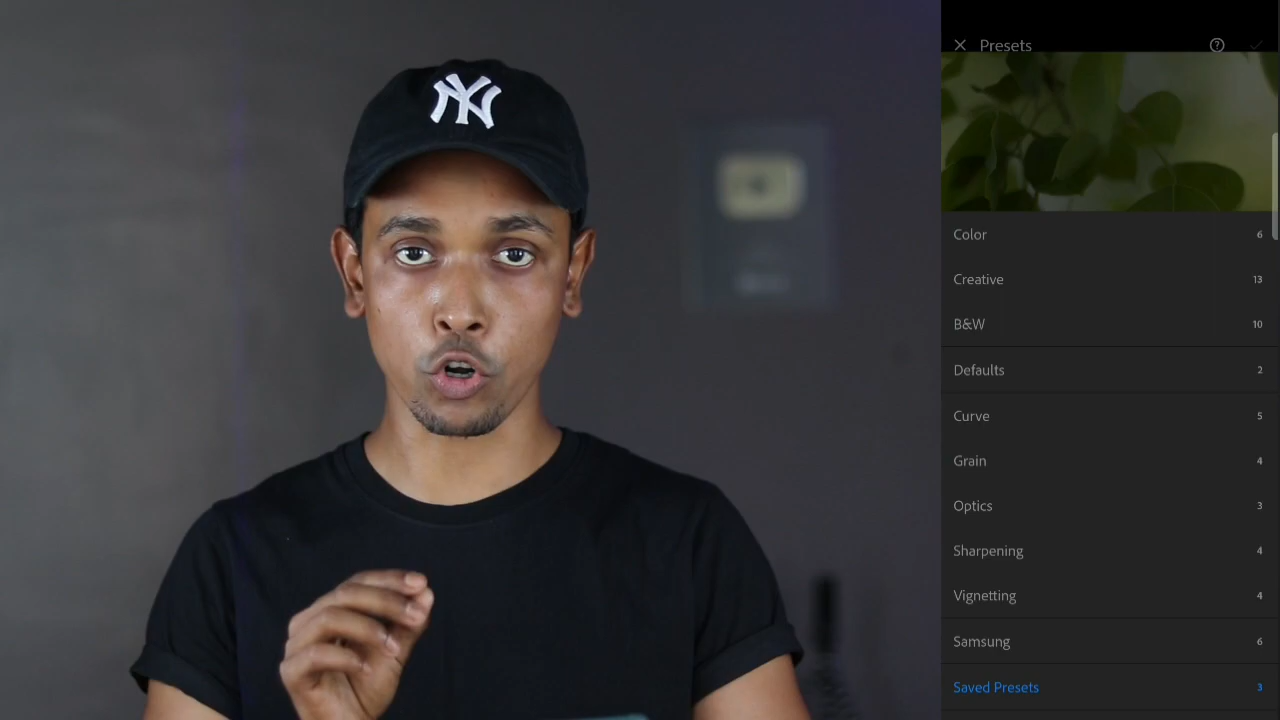 NY
Presets
Color 6
Creative 13
B&W 10
Defaults 2
Curve 5
Grain 4
Optics 3
Sharpening 4
Vignetting 4
Samsung 6
Saved Presets 3